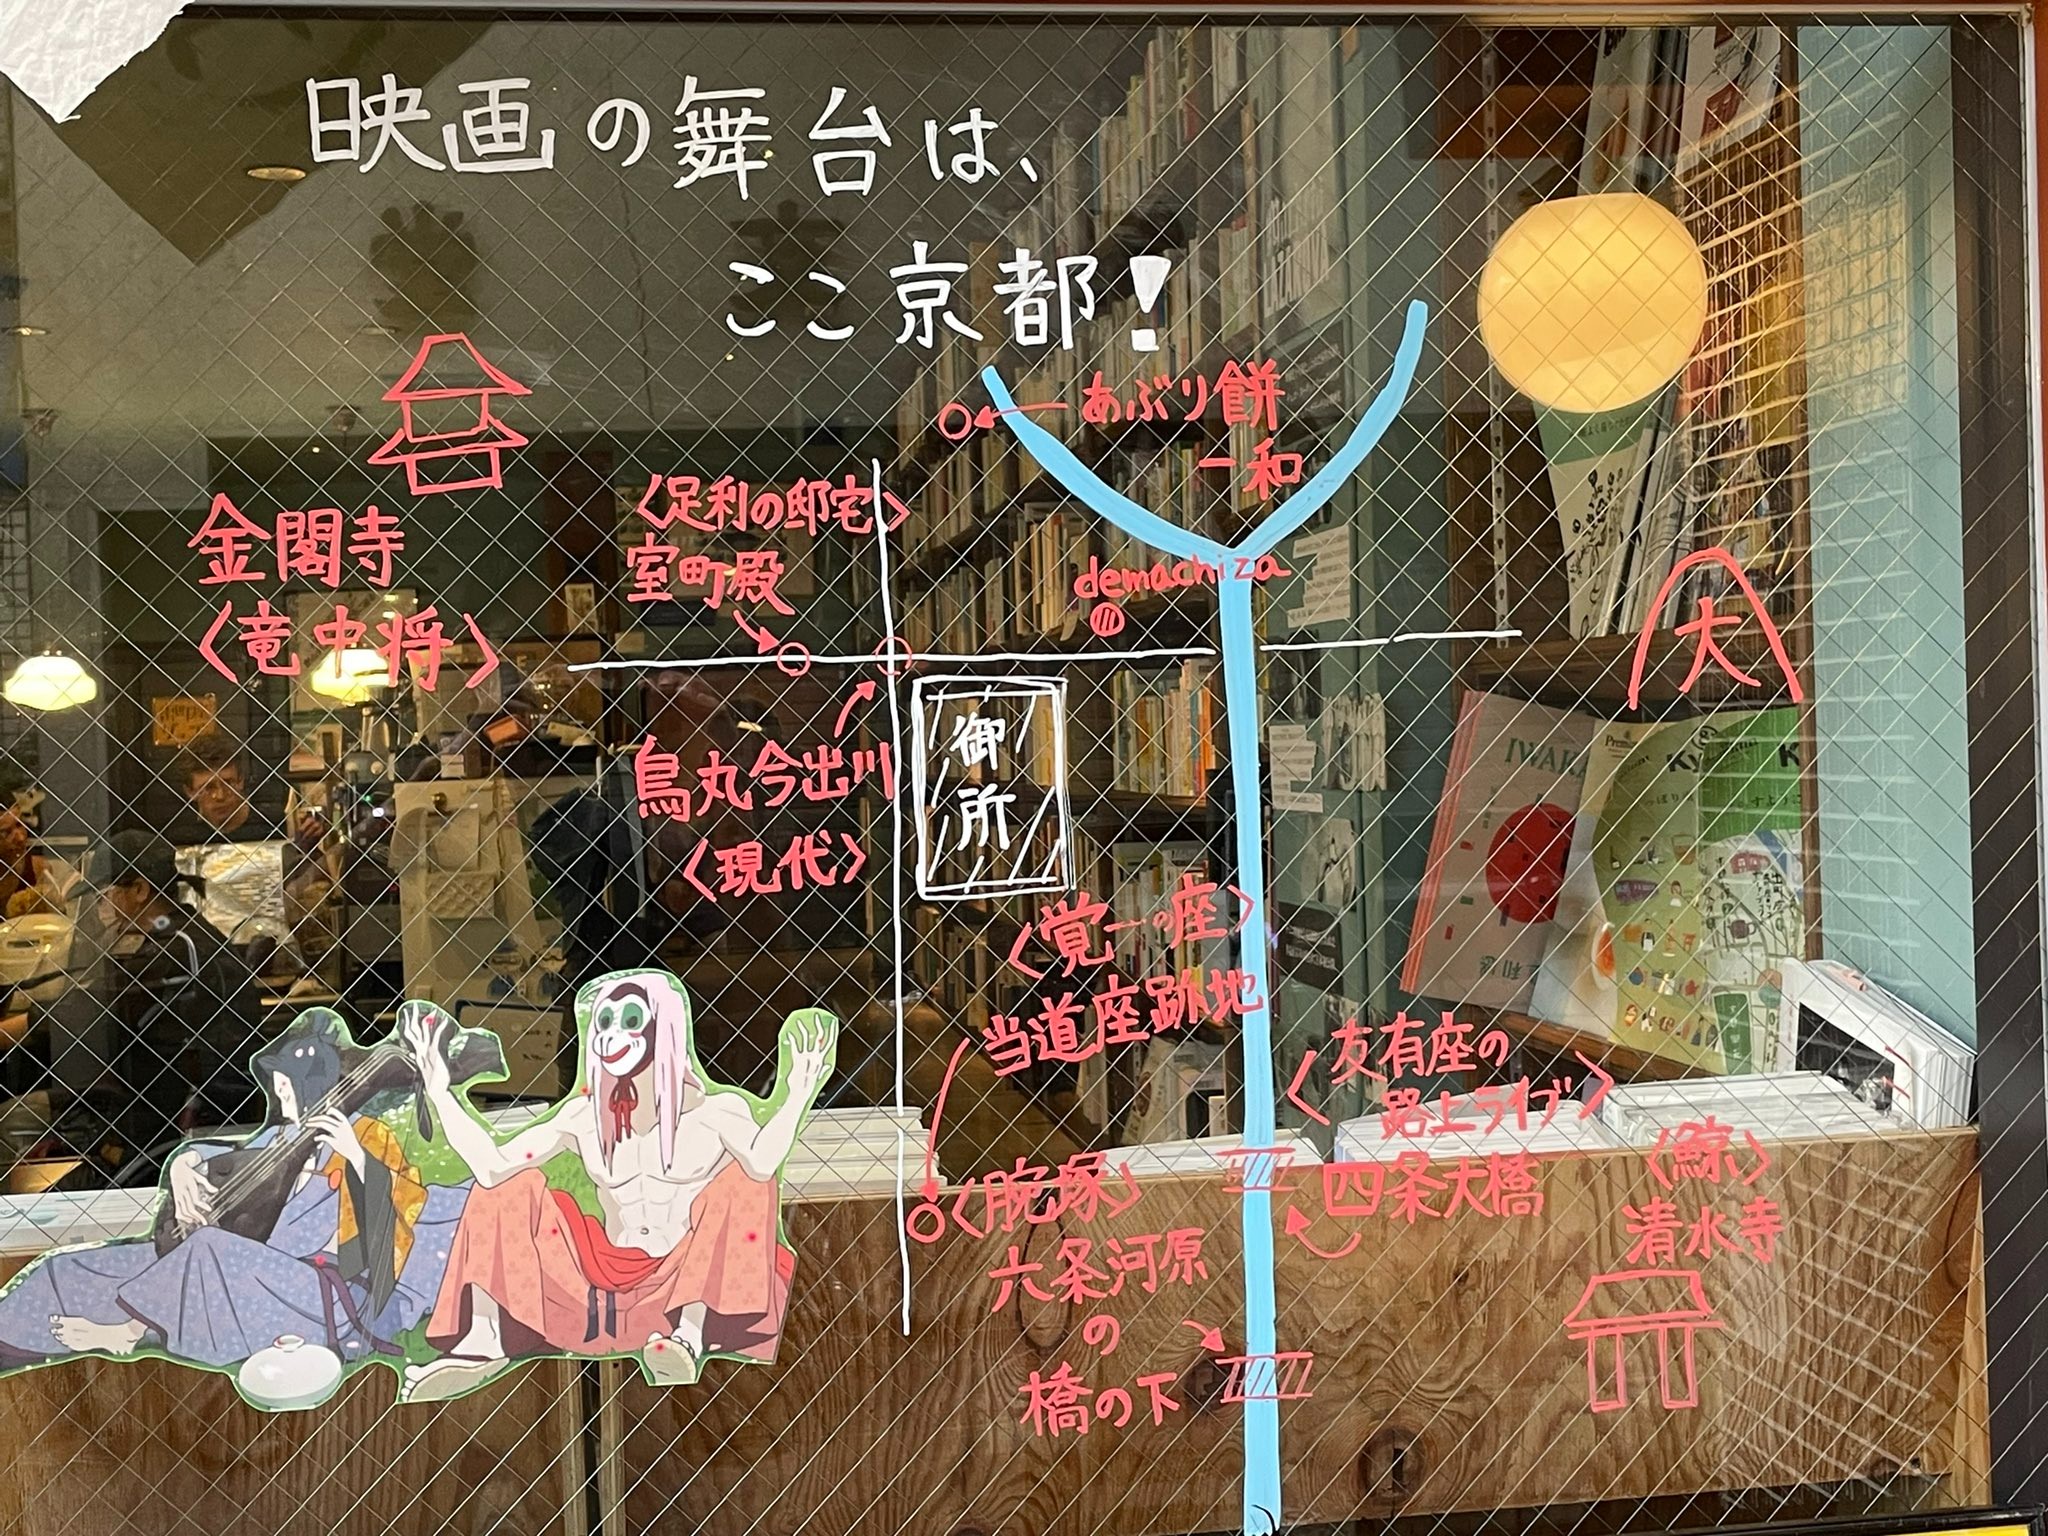 映画の舞台は、
ここ京都!
あぶり餅
一和
〈足利の邸宅〉
室町殿
金閣寺
〈竜中将〉
demachiza
大
烏丸今出川
〈現代〉
御所
〈覚一の座〉
当道座跡地
〈友有座の
路上ライブ〉
四条大橋
〈鯨〉
清水寺
〈腕塚〉
六条河原
の
橋の下
IWAKA